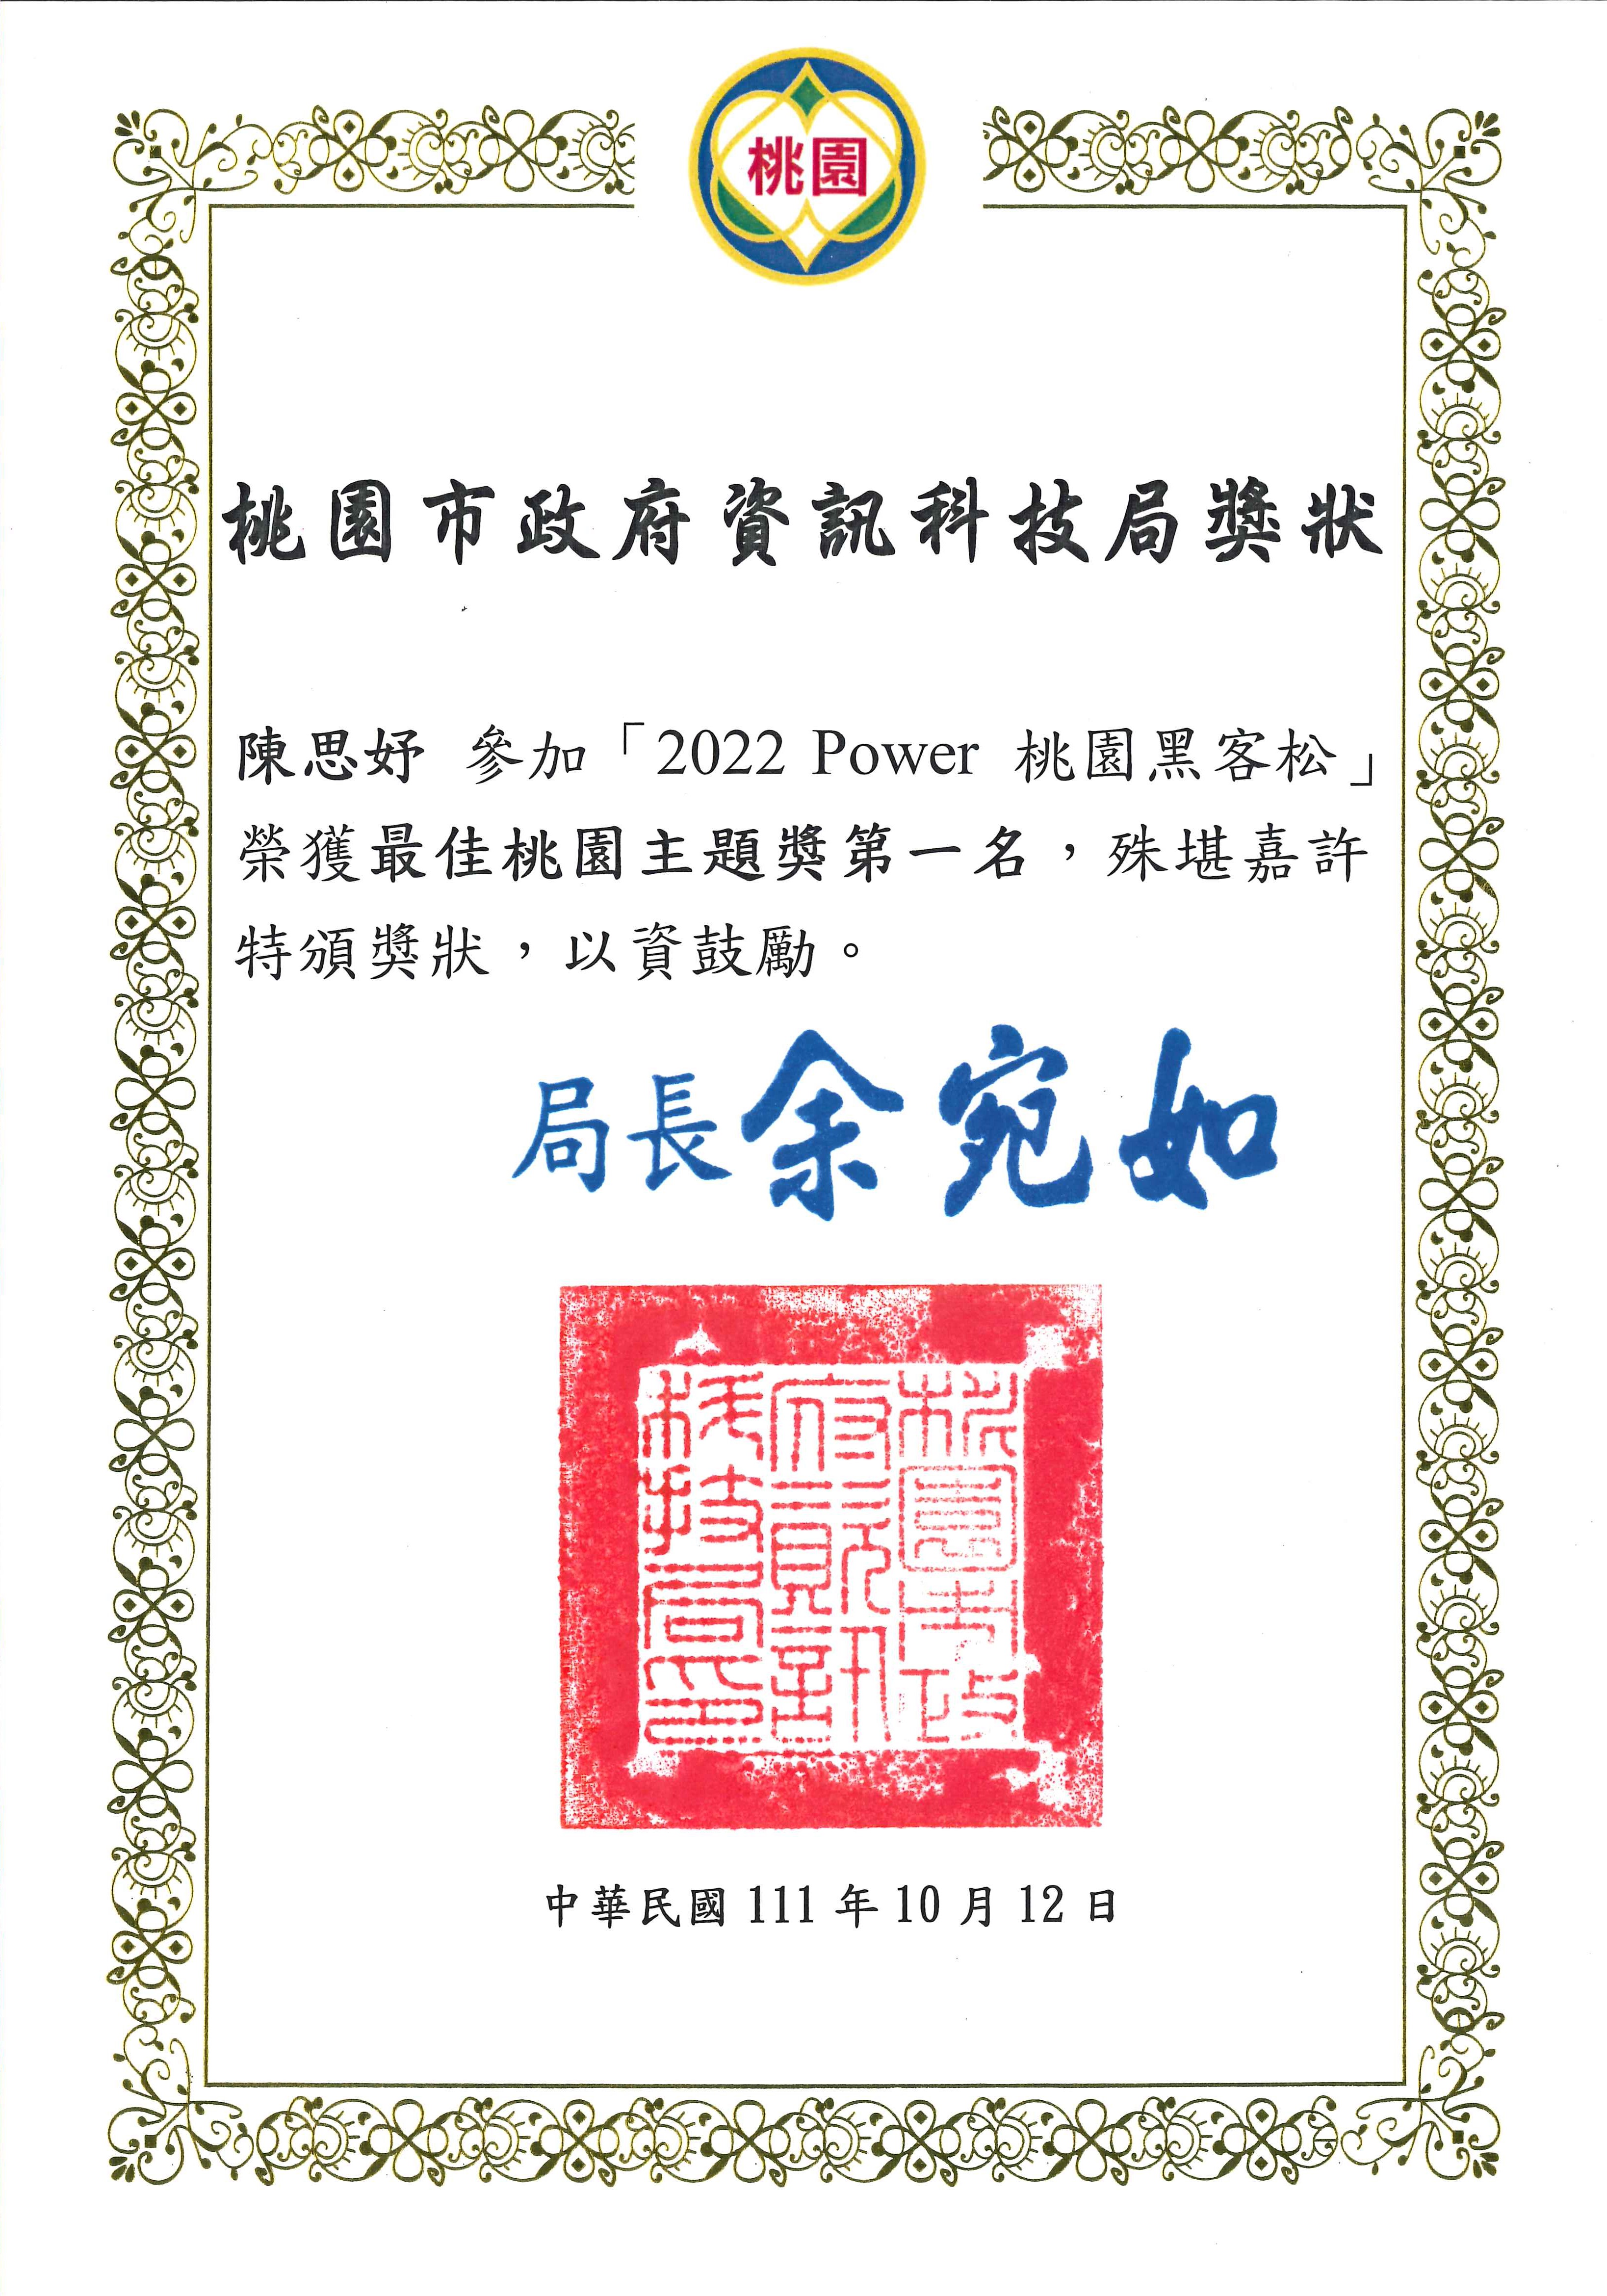 桃園
桃園市政府資訊科技局獎狀
陳思妤 參加「2022 Power 桃園黑客松」
榮獲最佳桃園主題獎第一名，殊堪嘉許
特頒獎狀，以資鼓勵。
局長余宛如
桃園市政
府資訊
科技局印
中華民國 111 年 10 月 12 日